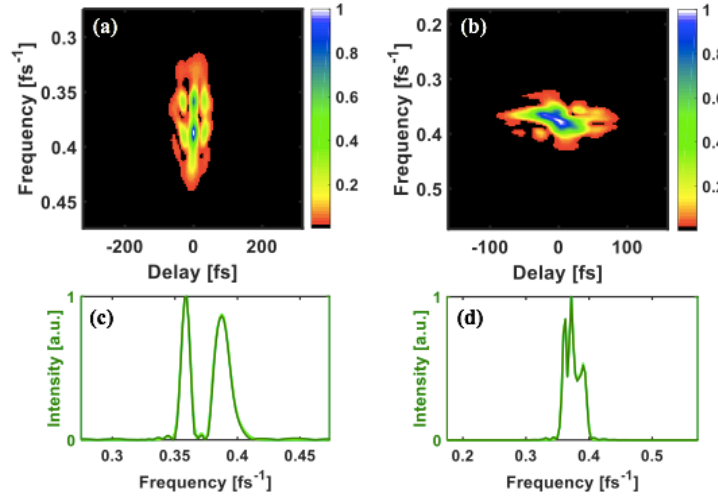 (a)
0.3
0.35
0.4
0.45
Frequency [fs-1]
-200 0 200
Delay [fs]
1
0.8
0.6
0.4
0.2
(b)
0.2
0.3
0.4
0.5
Frequency [fs-1]
-100 0 100
Delay [fs]
1
0.8
0.6
0.4
0.2
(c)
1
0
Intensity [a.u.]
0.3 0.35 0.4 0.45
Frequency [fs-1]
(d)
1
0
Intensity [a.u.]
0.2 0.3 0.4 0.5
Frequency [fs-1]